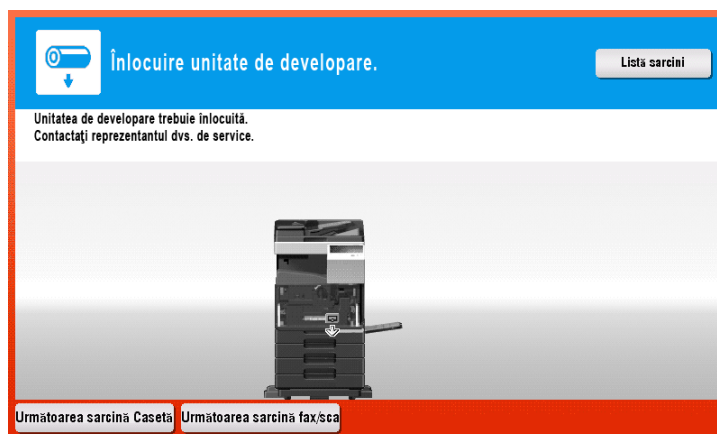 Înlocuire unitate de developare.
Listă sarcini
Unitatea de developare trebuie înlocuită.
Contactaţi reprezentantul dvs. de service.
Următoarea sarcină Casetă
Următoarea sarcină fax/sca